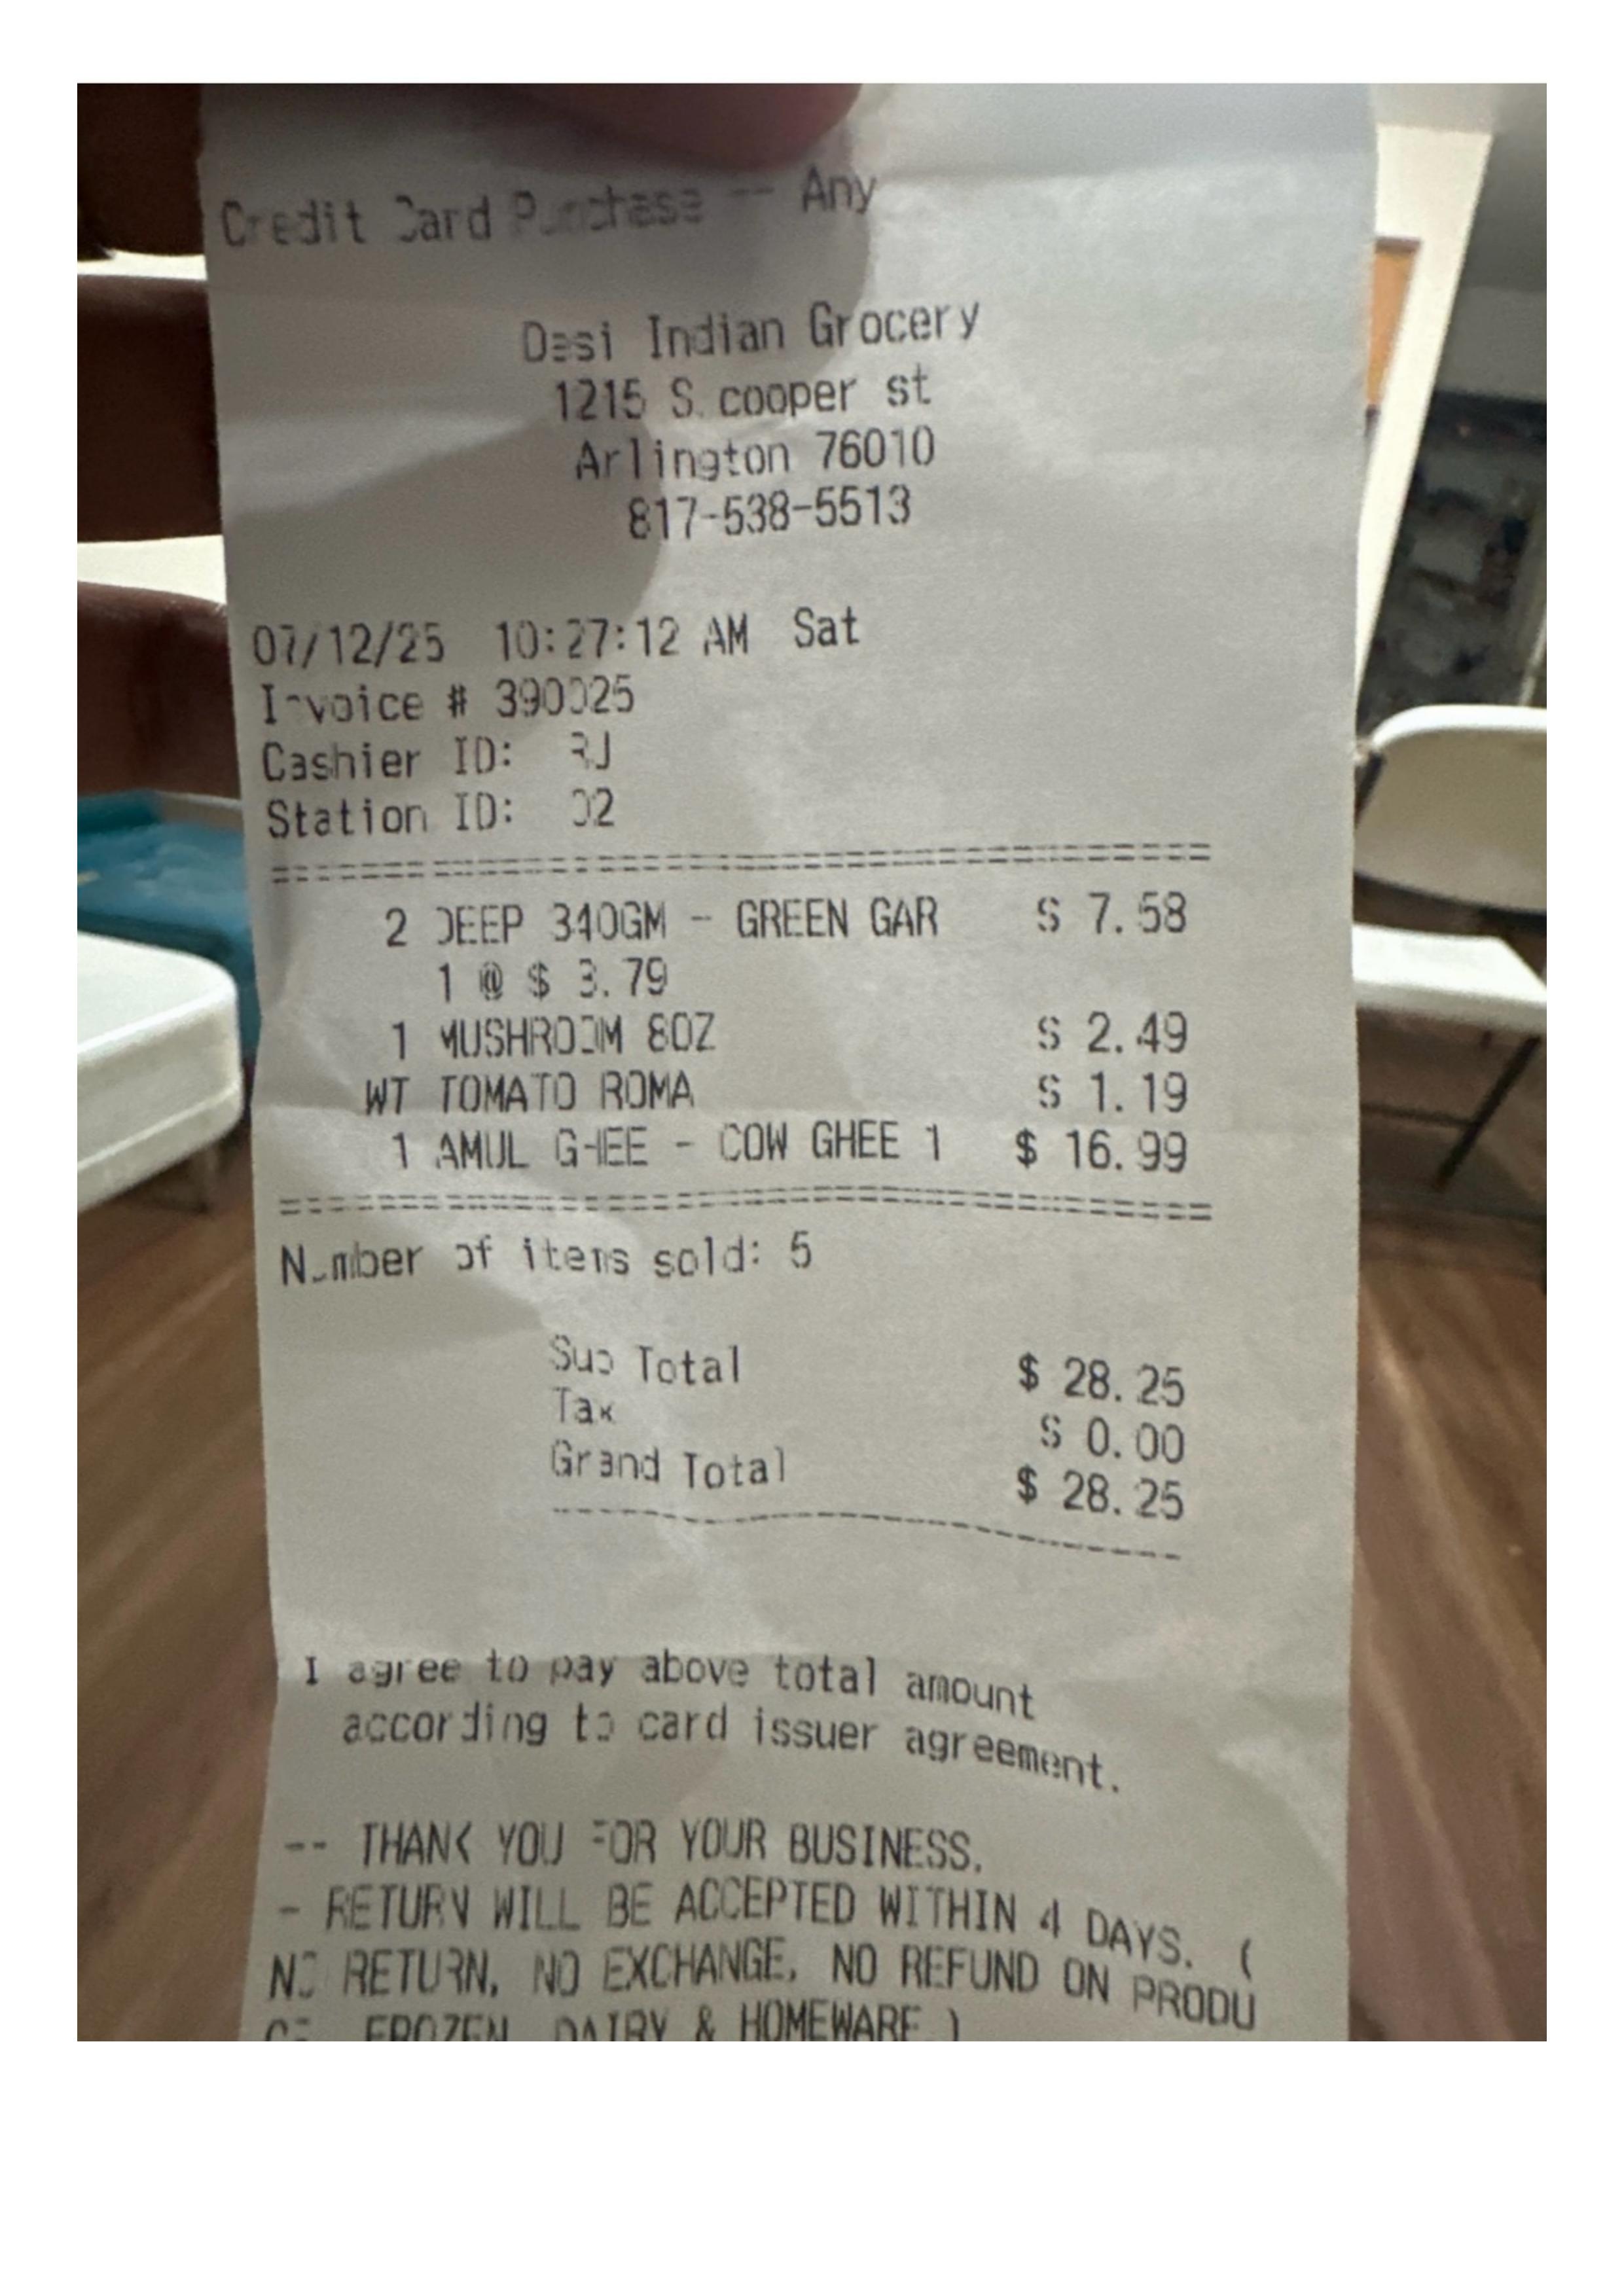 Credit Card Purchase -- Any
Desi Indian Grocery
1215 S. cooper st
Arlington 76010
817-538-5513
07/12/25 10:27:12 AM Sat
Invoice # 390025
Cashier ID: RJ
Station ID: 02
2 DEEP 340GM - GREEN GAR $ 7.58
1 @ $ 3.79
1 MUSHROOM 8OZ $ 2.49
WT TOMATO ROMA $ 1.19
1 AMUL GHEE - COW GHEE 1 $ 16.99
Number of items sold: 5
Sub Total $ 28.25
Tax $ 0.00
Grand Total $ 28.25
I agree to pay above total amount
according to card issuer agreement.
-- THANK YOU FOR YOUR BUSINESS.
- RETURN WILL BE ACCEPTED WITHIN 4 DAYS. (
NO RETURN, NO EXCHANGE, NO REFUND ON PRODU
CE, FROZEN, DAIRY & HOMEWARE.)